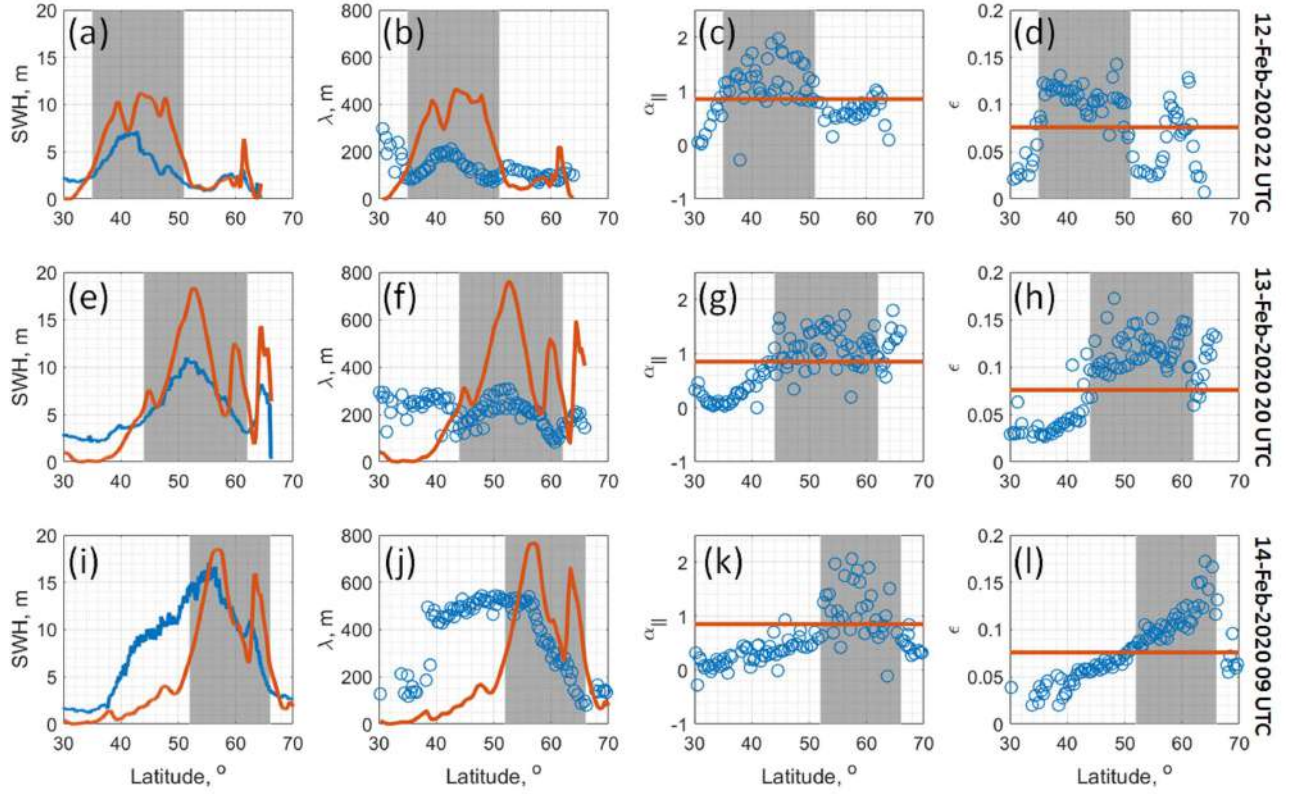 (a) (b) (c) (d)
SWH, m λ, m α|| ϵ
20 15 10 5 0
800 600 400 200 0
2 1 0 -1
0.2 0.15 0.1 0.05 0
30 40 50 60 70 30 40 50 60 70 30 40 50 60 70 30 40 50 60 70
12-Feb-2020 22 UTC
(e) (f) (g) (h)
SWH, m λ, m α|| ϵ
20 15 10 5 0
800 600 400 200 0
2 1 0 -1
0.2 0.15 0.1 0.05 0
30 40 50 60 70 30 40 50 60 70 30 40 50 60 70 30 40 50 60 70
13-Feb-2020 20 UTC
(i) (j) (k) (l)
SWH, m λ, m α|| ϵ
20 15 10 5 0
800 600 400 200 0
2 1 0 -1
0.2 0.15 0.1 0.05 0
30 40 50 60 70 30 40 50 60 70 30 40 50 60 70 30 40 50 60 70
14-Feb-2020 09 UTC
Latitude, ° Latitude, ° Latitude, ° Latitude, °